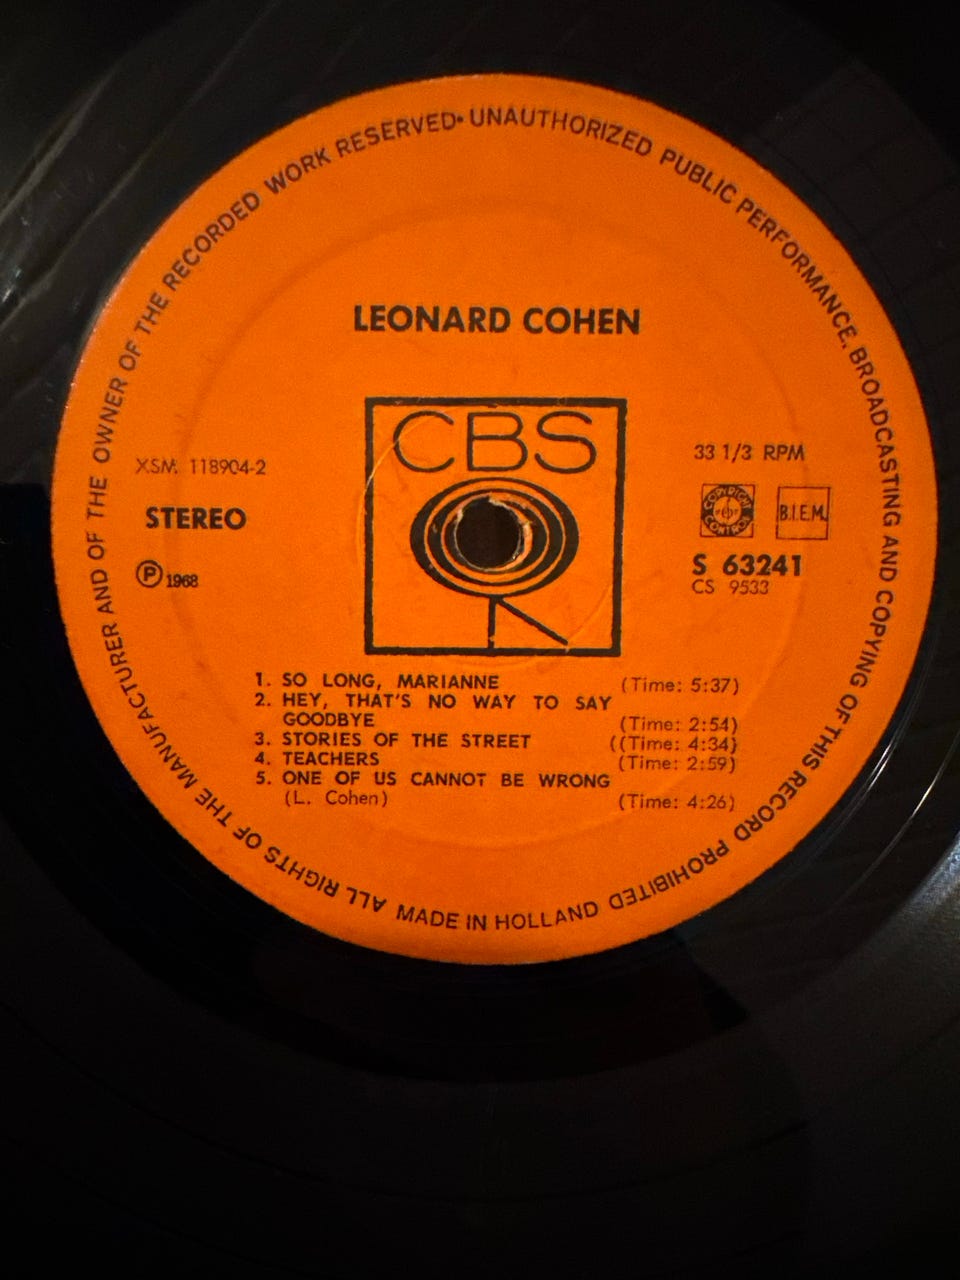 ALL RIGHTS OF THE MANUFACTURER AND OF THE OWNER OF THE RECORDED WORK RESERVED • UNAUTHORIZED PUBLIC PERFORMANCE, BROADCASTING AND COPYING OF THIS RECORD PROHIBITED
LEONARD COHEN
CBS
XSM 118904-2
STEREO
Ⓟ 1968
33 1/3 RPM
COPYRIGHT CONTROL
B.I.E.M.
S 63241
CS 9533
1. SO LONG, MARIANNE (Time: 5:37)
2. HEY, THAT'S NO WAY TO SAY
GOODBYE (Time: 2:54)
3. STORIES OF THE STREET ((Time: 4:34)
4. TEACHERS (Time: 2:59)
5. ONE OF US CANNOT BE WRONG
(L. Cohen) (Time: 4:26)
MADE IN HOLLAND